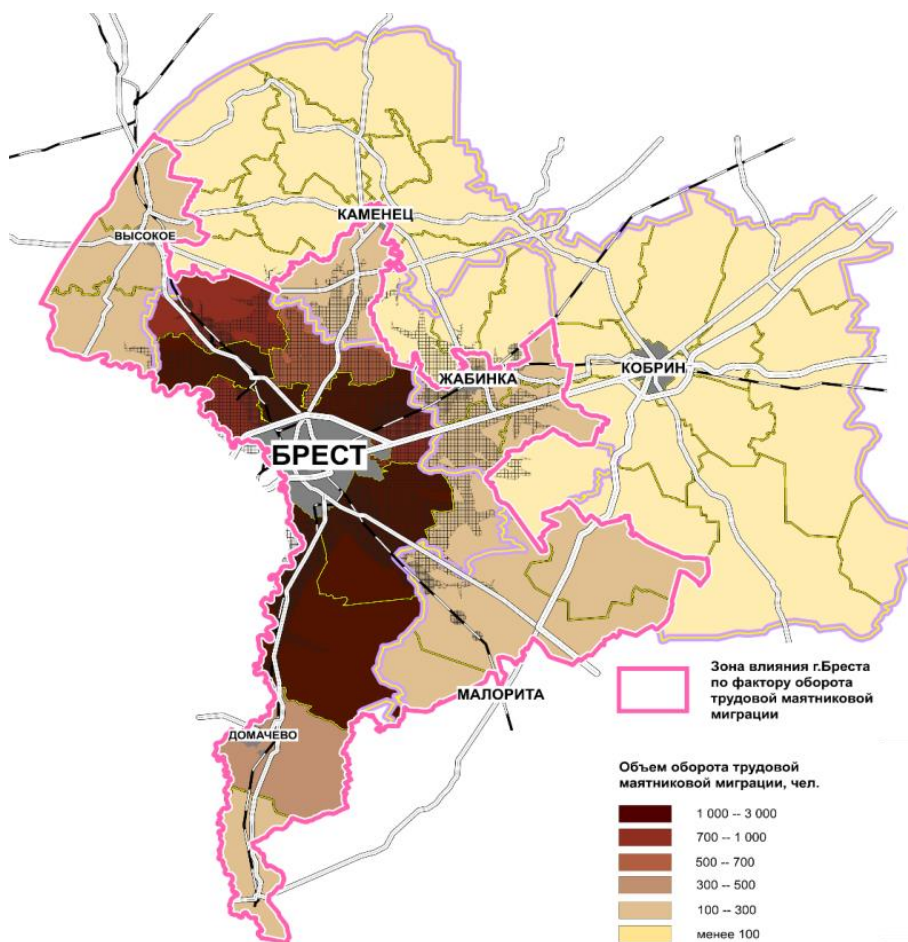 КАМЕНЕЦ
ВЫСОКОЕ
ЖАБИНКА
КОБРИН
БРЕСТ
МАЛОРИТА
ДОМАЧЕВО
Зона влияния г.Бреста
по фактору оборота
трудовой маятниковой
миграции
Объем оборота трудовой
маятниковой миграции, чел.
1 000 -- 3 000
700 -- 1 000
500 -- 700
300 -- 500
100 -- 300
менее 100